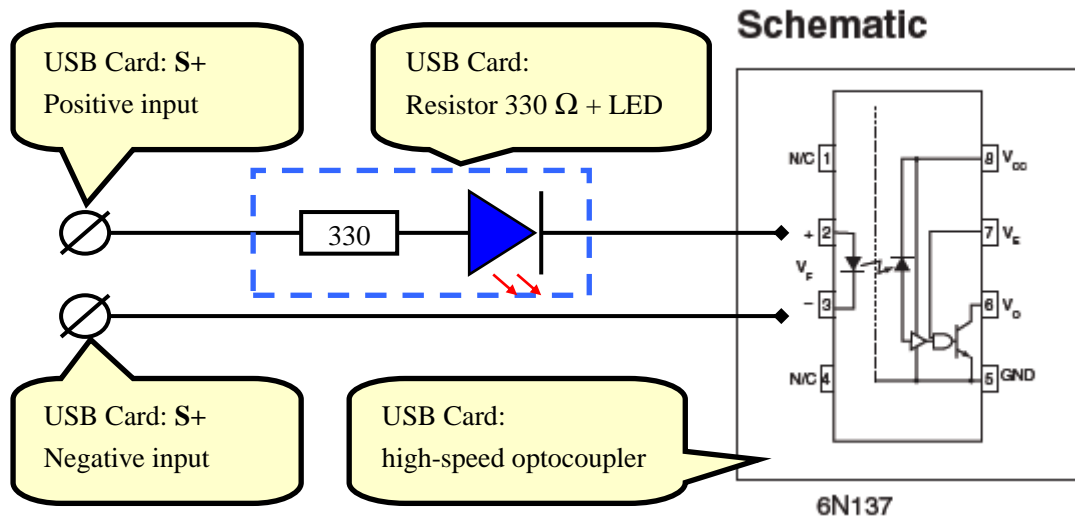 Schematic
USB Card: S+
Positive input
USB Card:
Resistor 330 Ω + LED
330
USB Card: S+
Negative input
USB Card:
high-speed optocoupler
N/C 1
+ 2
V_F
− 3
N/C 4
8 V_CC
7 V_E
6 V_O
5 GND
6N137